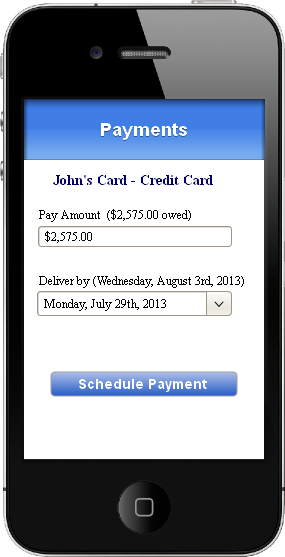 Payments
John's Card - Credit Card
Pay Amount ($2,575.00 owed)
$2,575.00
Deliver by (Wednesday, August 3rd, 2013)
Monday, July 29th, 2013
Schedule Payment